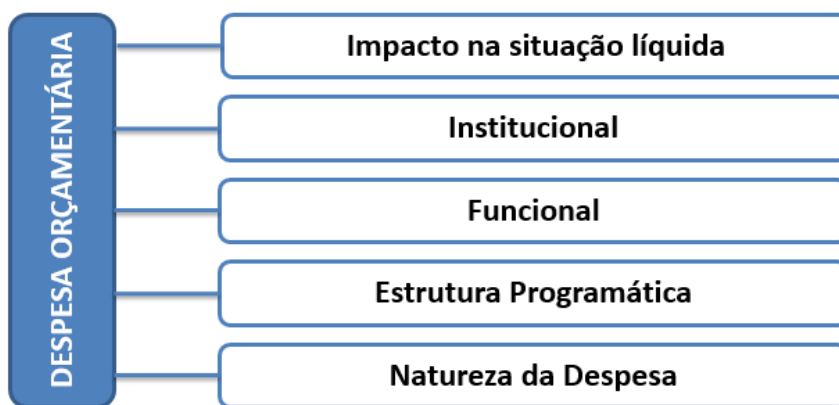 DESPESA ORÇAMENTÁRIA
Impacto na situação líquida
Institucional
Funcional
Estrutura Programática
Natureza da Despesa